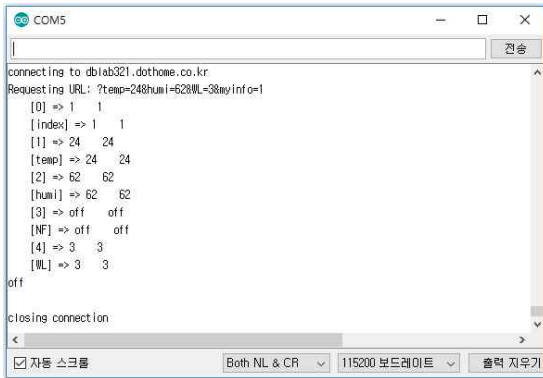 COM5
전송
connecting to dblab321.dothome.co.kr
Requesting URL: ?temp=24&humi=62&WL=3&myinfo=1
[0] => 1 1
[index] => 1 1
[1] => 24 24
[temp] => 24 24
[2] => 62 62
[humi] => 62 62
[3] => off off
[NF] => off off
[4] => 3 3
[WL] => 3 3
off
closing connection
자동 스크롤 Both NL & CR 115200 보드레이트 출력 지우기